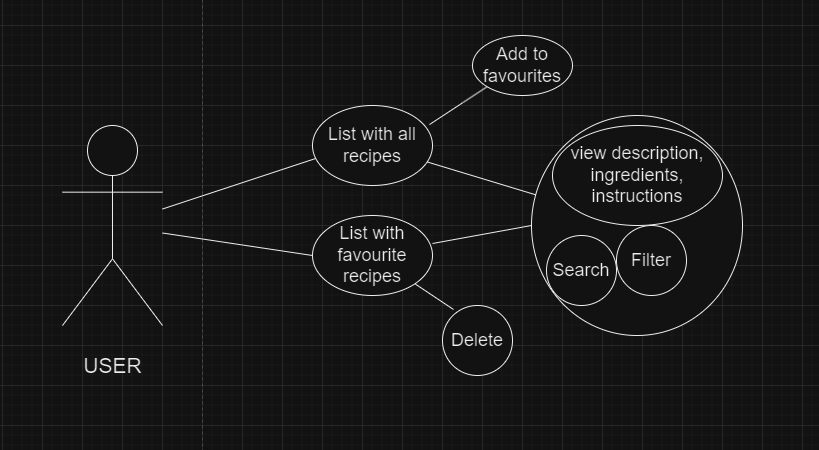 Add to
favourites
List with all
recipes
view description,
ingredients,
instructions
List with
favourite
recipes
Search
Filter
Delete
USER